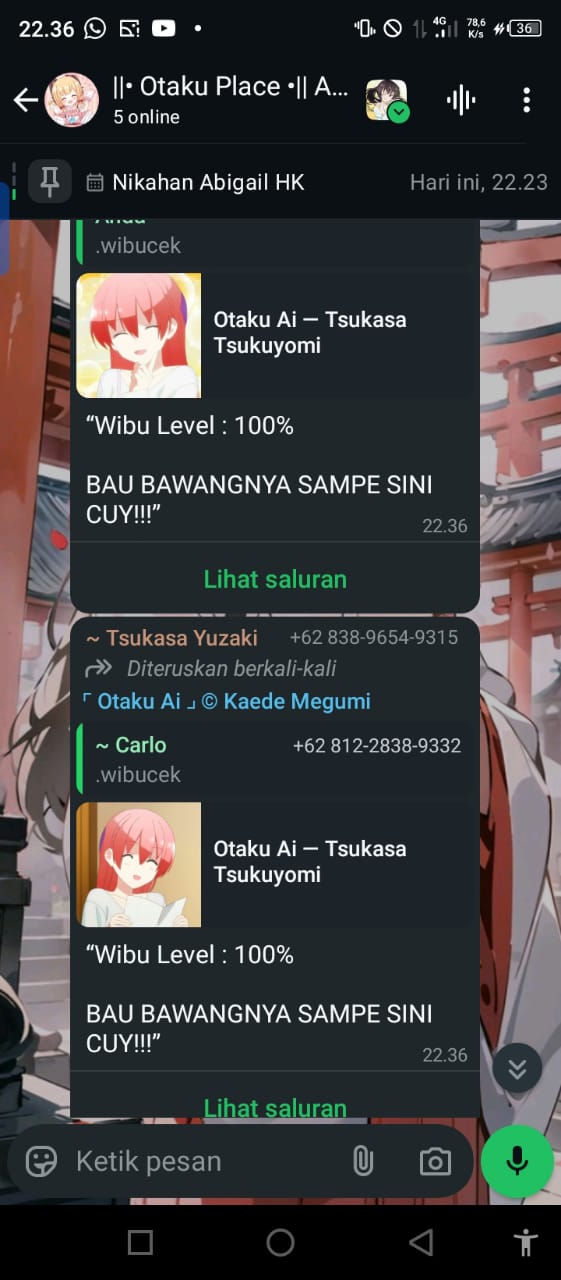 22.36
4G
78,6
K/s
36
||• Otaku Place •|| A...
5 online
Nikahan Abigail HK
Hari ini, 22.23
Anda
.wibucek
Otaku Ai — Tsukasa
Tsukuyomi
“Wibu Level : 100%
BAU BAWANGNYA SAMPE SINI
CUY!!!”
22.36
Lihat saluran
~ Tsukasa Yuzaki +62 838-9654-9315
Diteruskan berkali-kali
「 Otaku Ai 」 © Kaede Megumi
~ Carlo +62 812-2838-9332
.wibucek
Otaku Ai — Tsukasa
Tsukuyomi
“Wibu Level : 100%
BAU BAWANGNYA SAMPE SINI
CUY!!!”
22.36
Lihat saluran
Ketik pesan